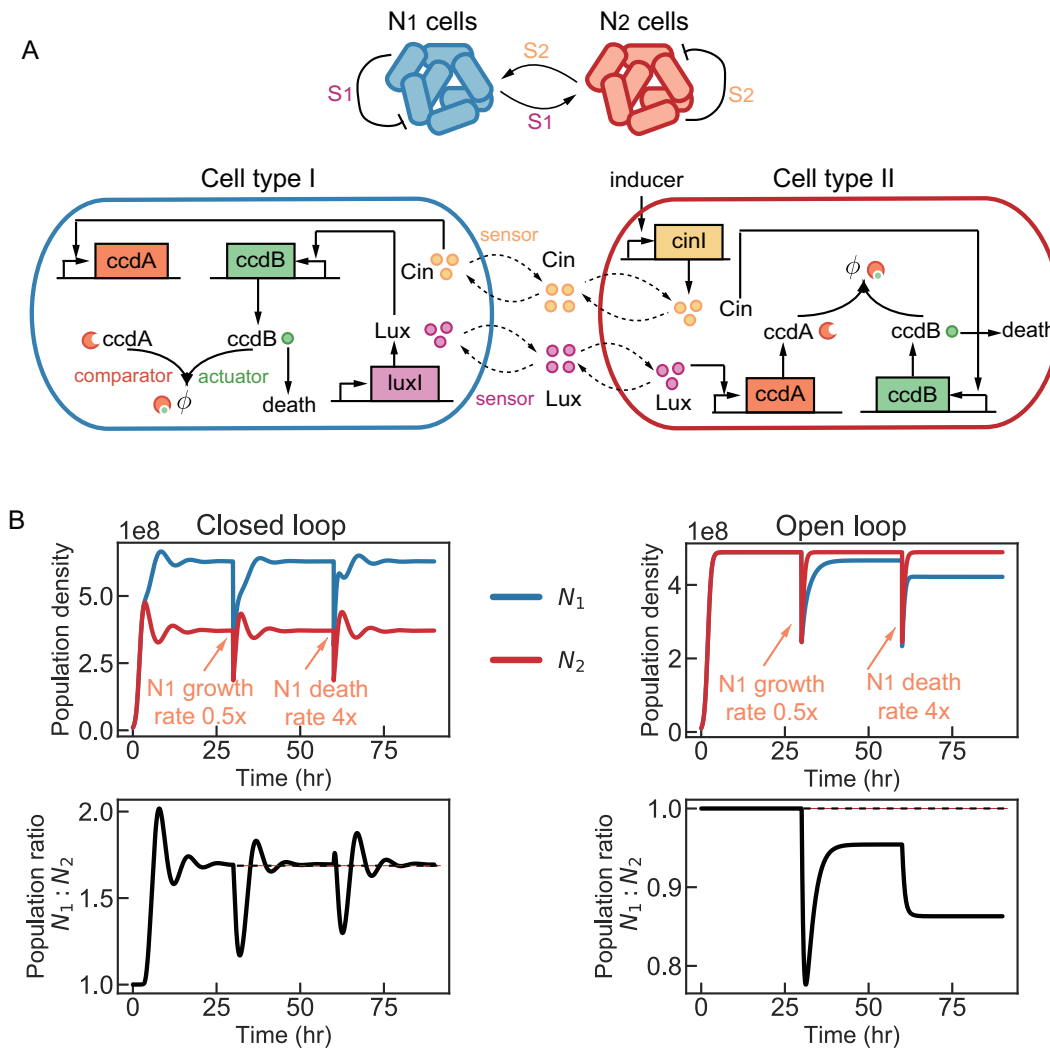 A
N1 cells
N2 cells
S2
S1
S1
S2
Cell type I
inducer
Cell type II
ccdA
ccdB
Cin
sensor
Cin
cinI
Cin
ϕ
ccdA
ccdB
death
Lux
ccdA
ccdB
comparator
actuator
ϕ
death
luxI
sensor
Lux
Lux
ccdA
ccdB
B
Closed loop
1e8
Population density
5.0
2.5
0.0
N1 growth
rate 0.5x
N1 death
rate 4x
0
25
50
75
Time (hr)
N1
N2
Open loop
1e8
Population density
4
2
0
N1 growth
rate 0.5x
N1 death
rate 4x
0
25
50
75
Time (hr)
Population ratio
N1 : N2
2.0
1.5
1.0
0
25
50
75
Time (hr)
Population ratio
N1 : N2
1.0
0.9
0.8
0
25
50
75
Time (hr)